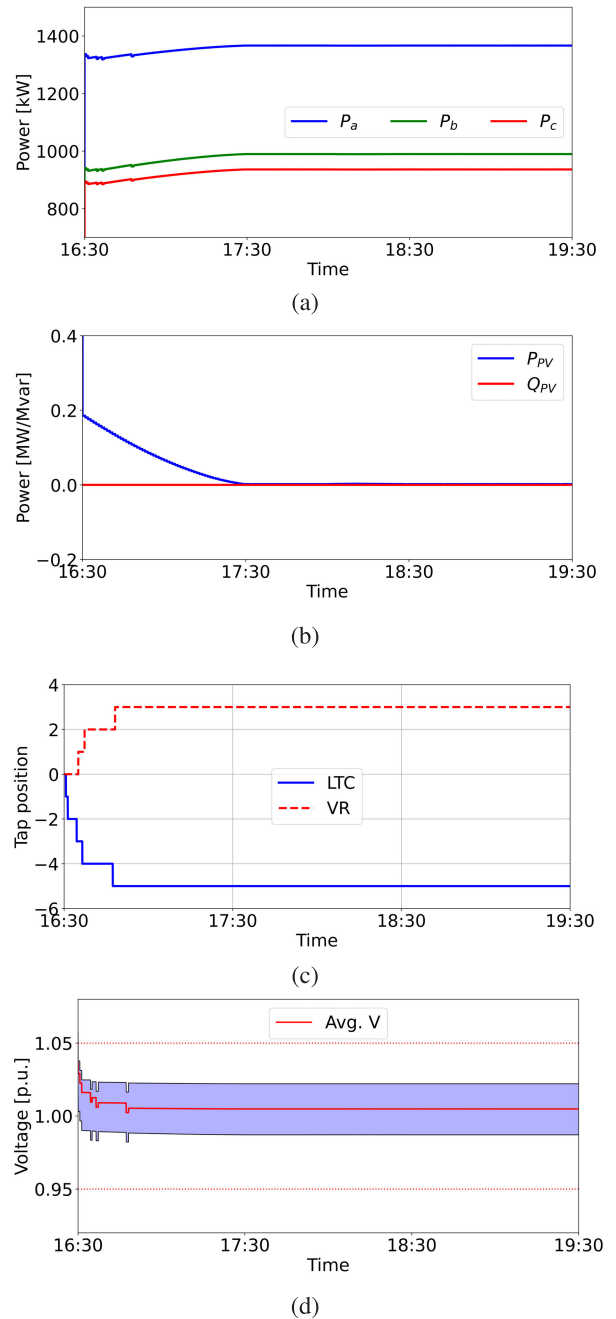 1400
1200
1000
800
Power [kW]
P_a P_b P_c
16:30 17:30 18:30 19:30
Time
(a)
0.4
0.2
0.0
−0.2
Power [MW/Mvar]
P_PV
Q_PV
16:30 17:30 18:30 19:30
Time
(b)
4
2
0
−2
−4
−6
Tap position
LTC
VR
16:30 17:30 18:30 19:30
Time
(c)
Avg. V
1.05
1.00
0.95
Voltage [p.u.]
16:30 17:30 18:30 19:30
Time
(d)